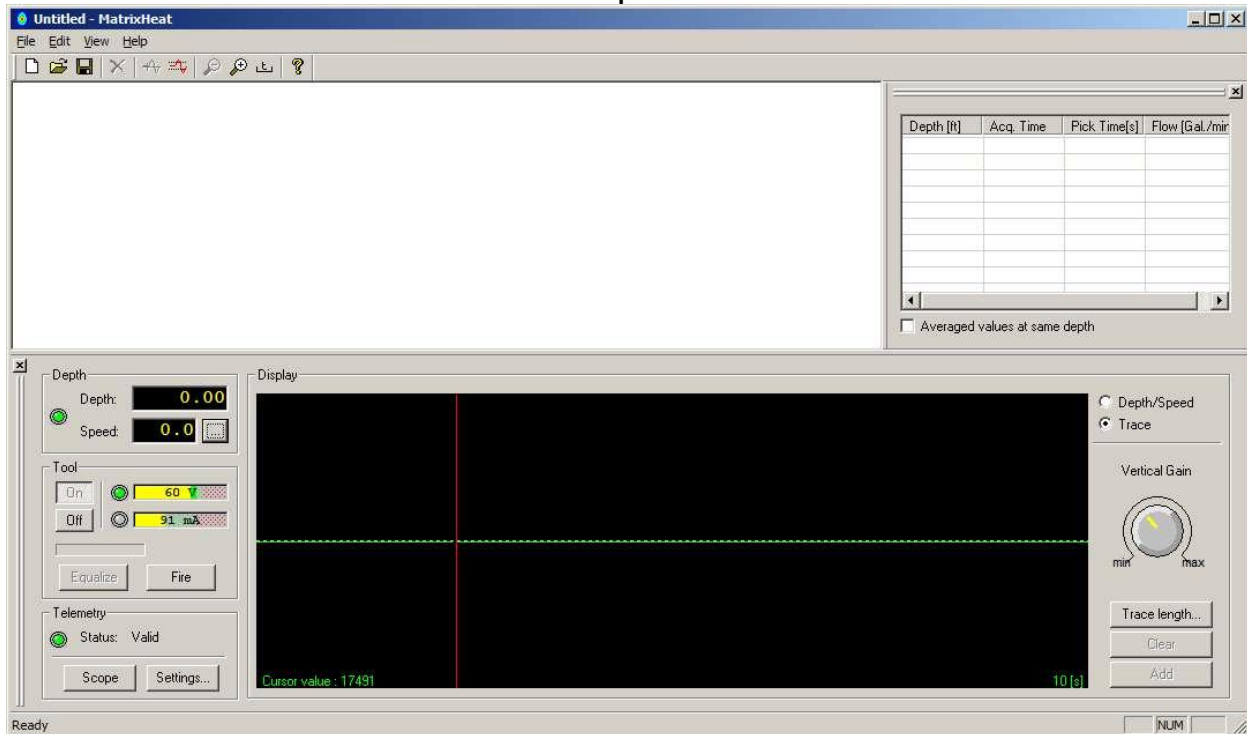 Untitled - MatrixHeat
File Edit View Help
Depth [ft] Acq. Time Pick Time[s] Flow [Gal./min
Averaged values at same depth
Depth
Depth: 0.00
Speed: 0.0 ...
Tool
On 60 V
Off 91 mA
Equalize Fire
Telemetry
Status: Valid
Scope Settings...
Display
Cursor value : 17491
10 [s]
Depth/Speed
Trace
Vertical Gain
min max
Trace length...
Clear
Add
Ready
NUM